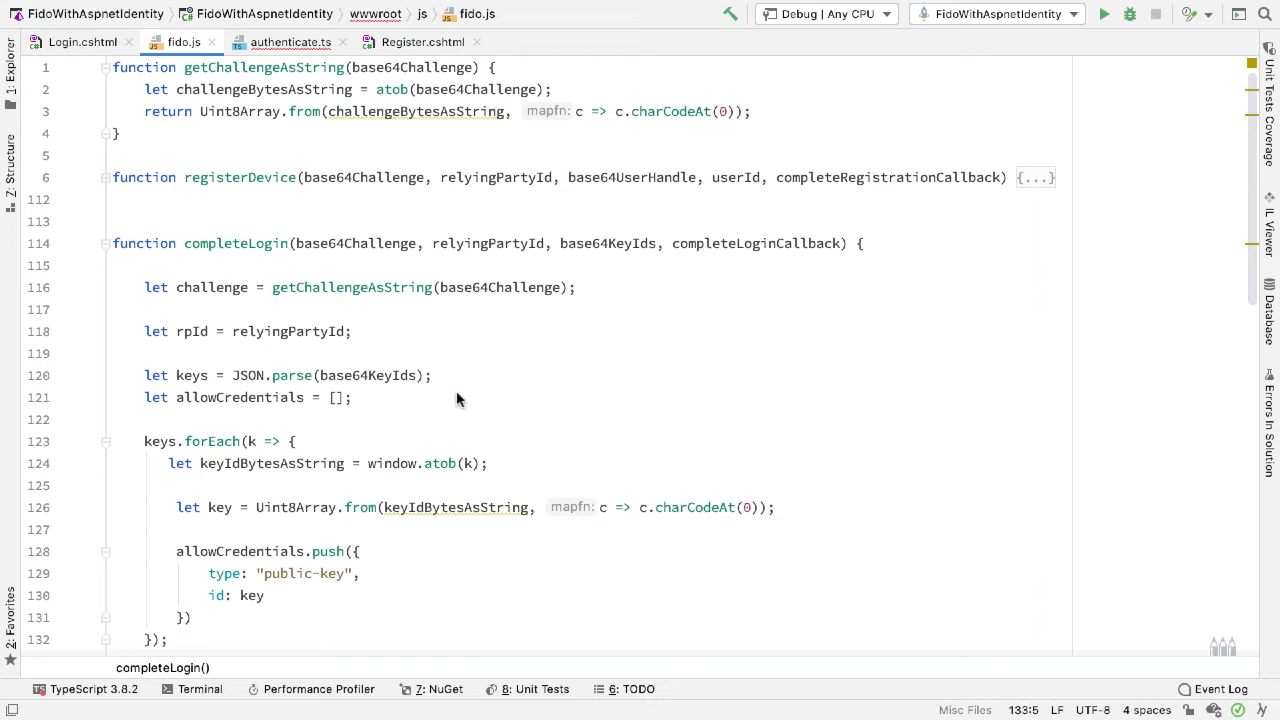 FidoWithAspnetIdentity FidoWithAspnetIdentity wwwroot js fido.js Debug | Any CPU FidoWithAspnetIdentity
Login.cshtml fido.js authenticate.ts Register.cshtml
1 function getChallengeAsString(base64Challenge) {
2 let challengeBytesAsString = atob(base64Challenge);
3 return Uint8Array.from(challengeBytesAsString, mapfn: c => c.charCodeAt(0));
4 }
5
6 function registerDevice(base64Challenge, relyingPartyId, base64UserHandle, userId, completeRegistrationCallback) {...}
112
113
114 function completeLogin(base64Challenge, relyingPartyId, base64KeyIds, completeLoginCallback) {
115
116 let challenge = getChallengeAsString(base64Challenge);
117
118 let rpId = relyingPartyId;
119
120 let keys = JSON.parse(base64KeyIds);
121 let allowCredentials = [];
122
123 keys.forEach(k => {
124 let keyIdBytesAsString = window.atob(k);
125
126 let key = Uint8Array.from(keyIdBytesAsString, mapfn: c => c.charCodeAt(0));
127
128 allowCredentials.push({
129 type: "public-key",
130 id: key
131 })
132 });
completeLogin()
1: Explorer
Z: Structure
2: Favorites
Unit Tests Coverage
IL Viewer
Database
Errors In Solution
TypeScript 3.8.2 Terminal Performance Profiler 7: NuGet 8: Unit Tests 6: TODO Event Log
Misc Files 133:5 LF UTF-8 4 spaces